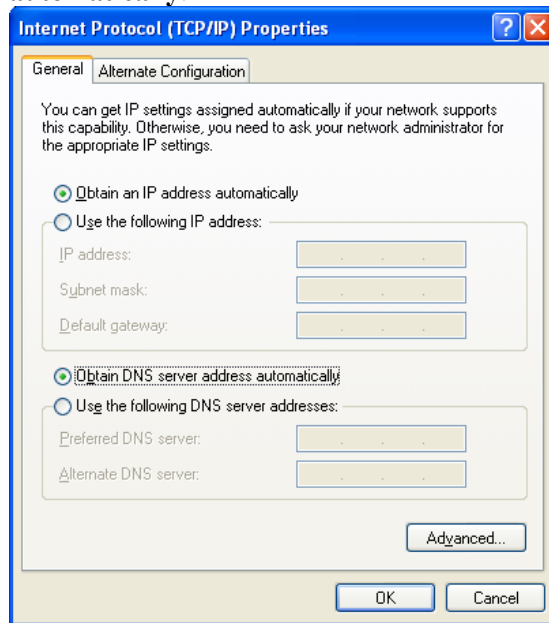 Internet Protocol (TCP/IP) Properties
General Alternate Configuration
You can get IP settings assigned automatically if your network supports
this capability. Otherwise, you need to ask your network administrator for
the appropriate IP settings.
Obtain an IP address automatically
Use the following IP address:
IP address:
Subnet mask:
Default gateway:
Obtain DNS server address automatically
Use the following DNS server addresses:
Preferred DNS server:
Alternate DNS server:
Advanced...
OK Cancel